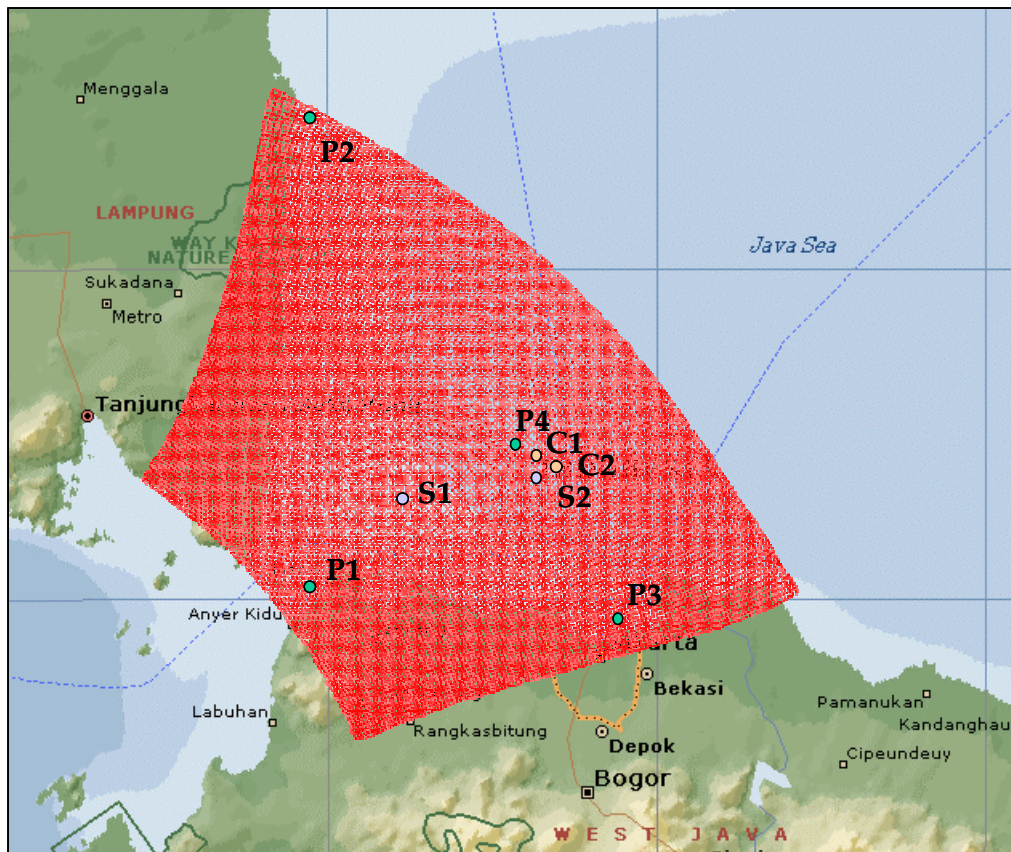 Menggala
P2
LAMPUNG
WAY K
NATURE
Java Sea
Sukadana
Metro
Tanjung
P4
C1
C2
S1
S2
P1
P3
Anyer Kidu
arta
Bekasi
Labuhan
Rangkasbitung
Pamanukan
Kandanghau
Depok
Cipeundeuy
Bogor
WEST JAVA